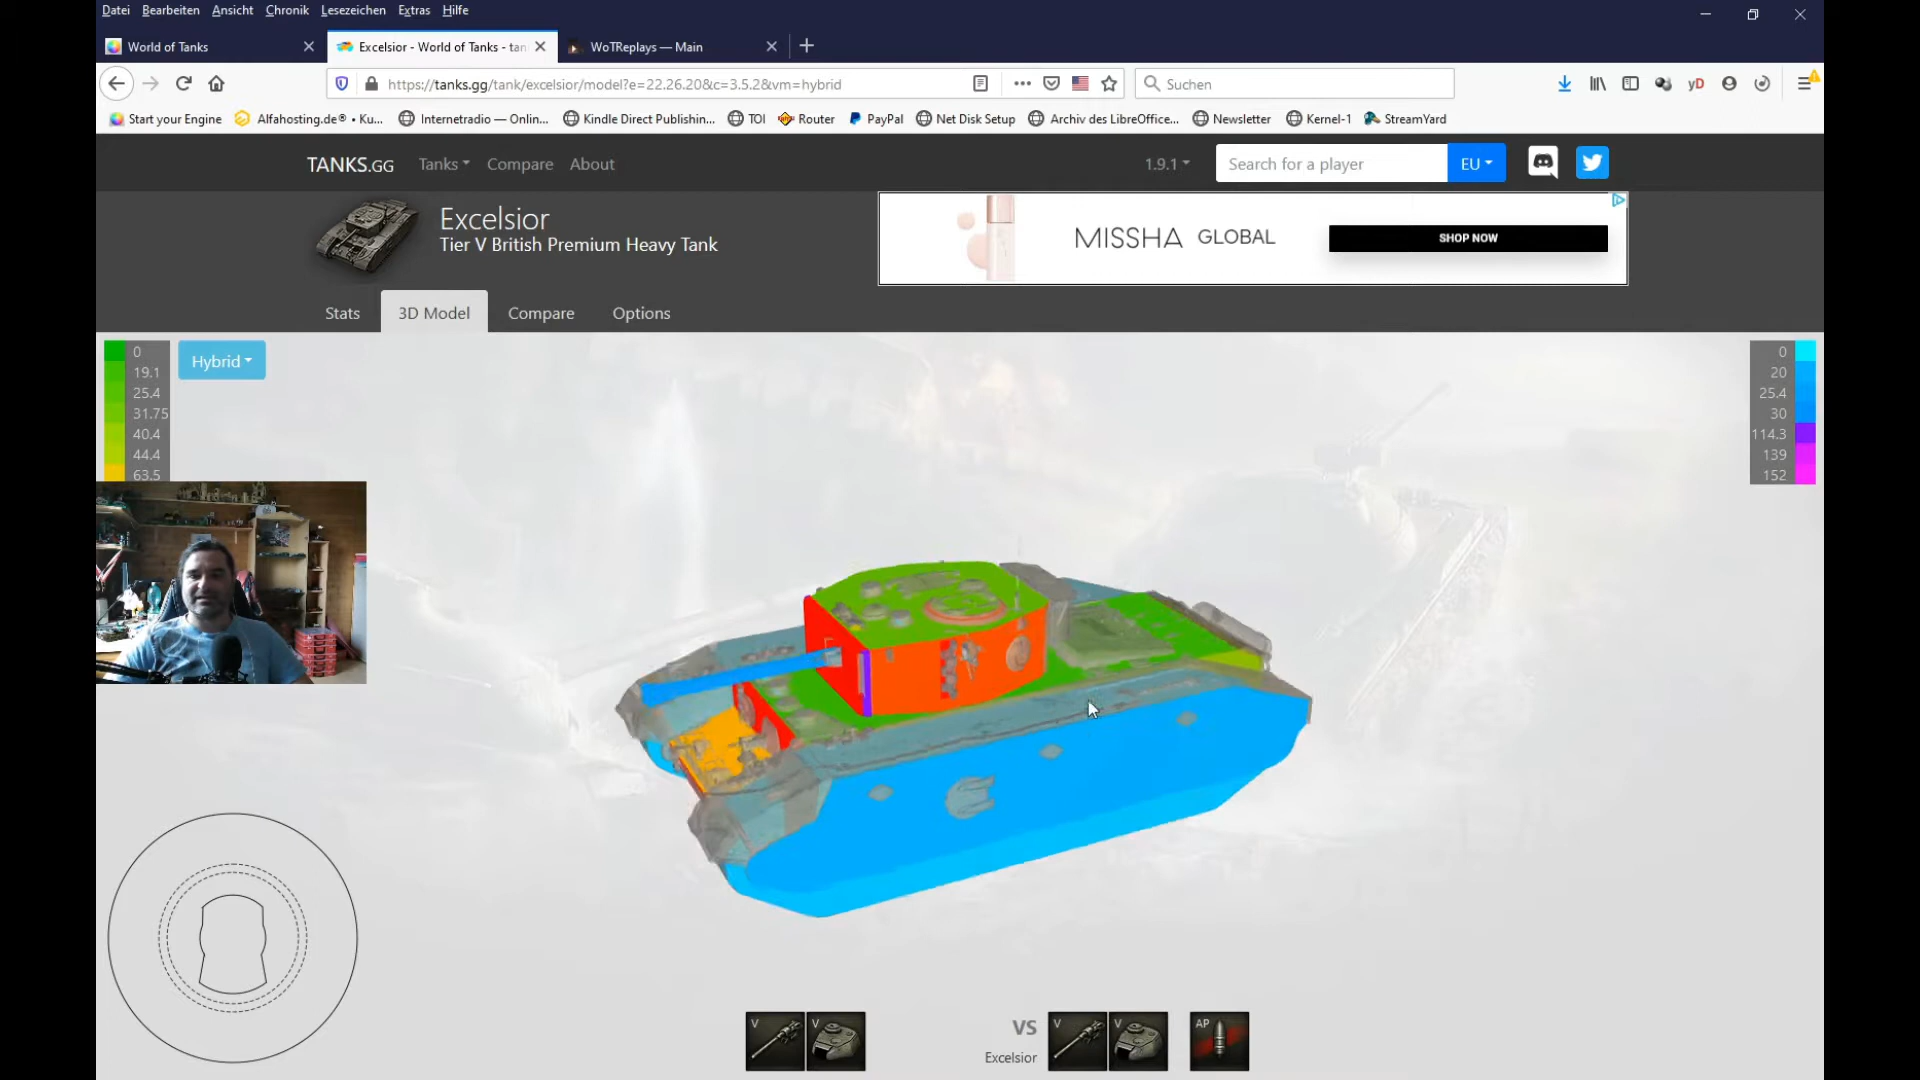 Datei Bearbeiten Ansicht Chronik Lesezeichen Extras Hilfe
World of Tanks
Excelsior - World of Tanks - tan
WoTReplays — Main
https://tanks.gg/tank/excelsior/model?e=22.26.20&c=3.5.2&vm=hybrid
Suchen
yD
Start your Engine
Alfahosting.de® • Ku...
Internetradio — Onlin...
Kindle Direct Publishin...
TOI
Router
PayPal
Net Disk Setup
Archiv des LibreOffice...
Newsletter
Kernel-1
StreamYard
TANKS.GG
Tanks
Compare
About
1.9.1
Search for a player
EU
Excelsior
Tier V British Premium Heavy Tank
MISSHA GLOBAL
SHOP NOW
Stats
3D Model
Compare
Options
0
19.1
25.4
31.75
40.4
44.4
63.5
Hybrid
0
20
25.4
30
114.3
139
152
V
V
VS
Excelsior
V
V
AP